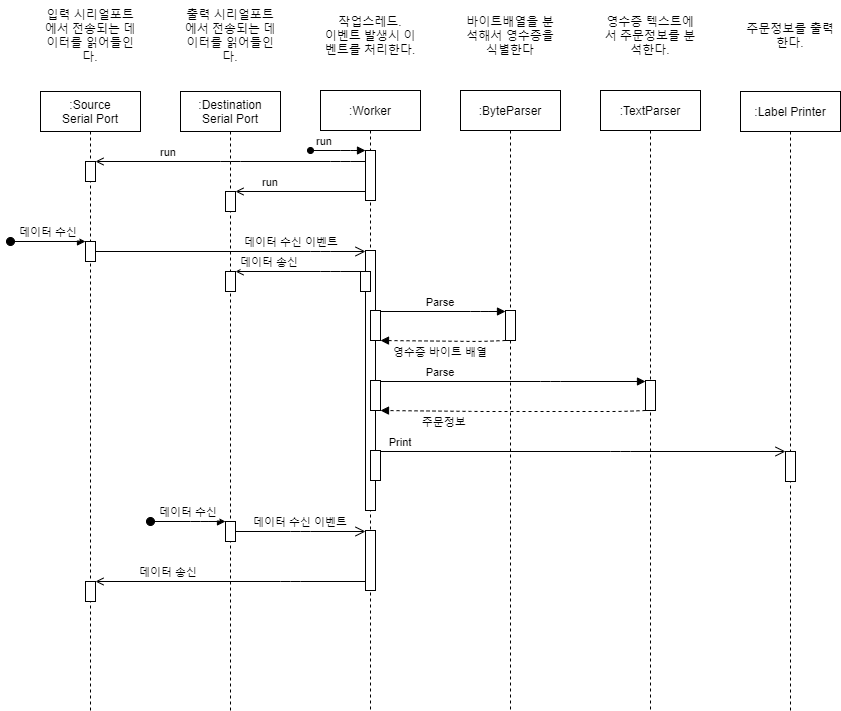 입력 시리얼포트
에서 전송되는 데
이터를 읽어들인
다.
출력 시리얼포트
에서 전송되는 데
이터를 읽어들인
다.
작업스레드.
이벤트 발생시 이
벤트를 처리한다.
바이트배열을 분
석해서 영수증을
식별한다
영수증 텍스트에
서 주문정보를 분
석한다.
주문정보를 출력
한다.
:Source
Serial Port
:Destination
Serial Port
:Worker
:ByteParser
:TextParser
:Label Printer
run
run
run
데이터 수신
데이터 수신 이벤트
데이터 송신
Parse
영수증 바이트 배열
Parse
주문정보
Print
데이터 수신
데이터 수신 이벤트
데이터 송신